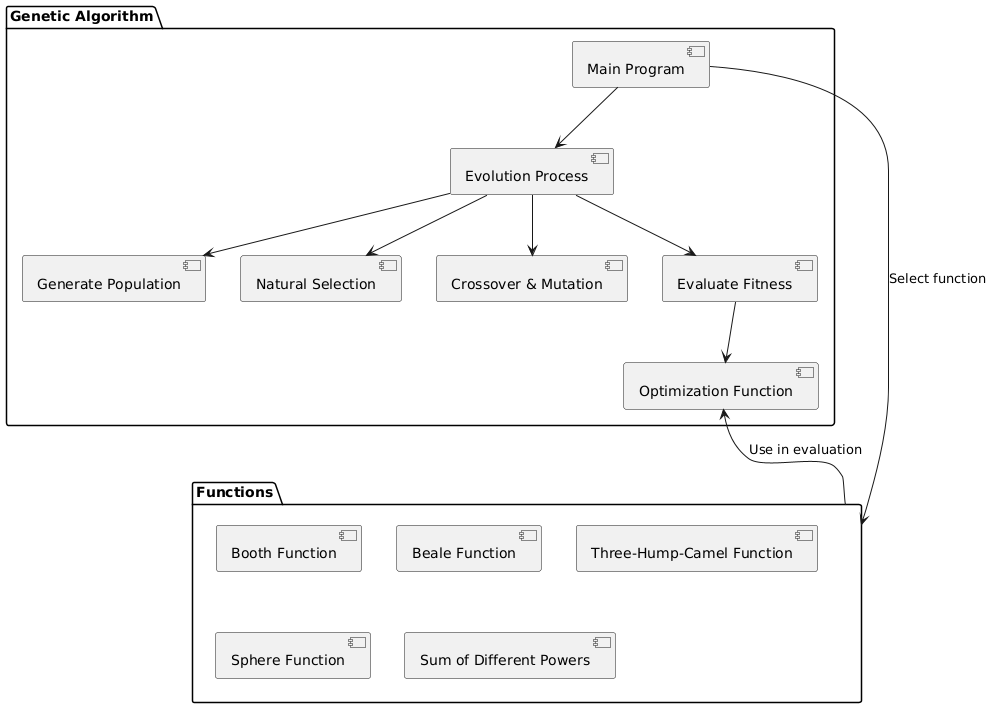 Genetic Algorithm
Main Program
Evolution Process
Generate Population
Natural Selection
Crossover & Mutation
Evaluate Fitness
Select function
Optimization Function
Use in evaluation
Functions
Booth Function
Beale Function
Three-Hump-Camel Function
Sphere Function
Sum of Different Powers